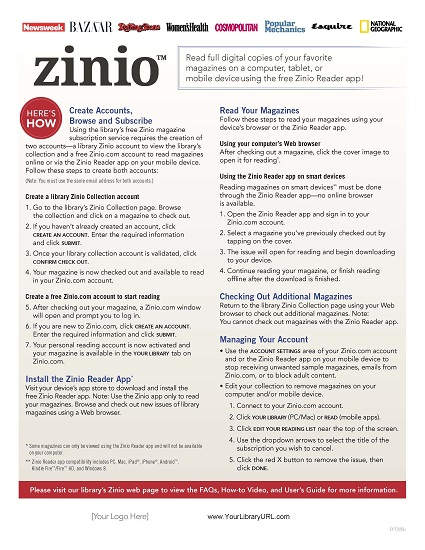 Newsweek BAZAAR RollingStone Women'sHealth COSMOPOLITAN Popular Mechanics Esquire NATIONAL GEOGRAPHIC
zinio™
Read full digital copies of your favorite
magazines on a computer, tablet, or
mobile device using the free Zinio Reader app!
HERE'S
HOW
Create Accounts,
Browse and Subscribe
Using the library's free Zinio magazine
subscription service requires the creation of
two accounts—a library Zinio account to view the library's
collection and a free Zinio.com account to read magazines
online or via the Zinio Reader app on your mobile device.
Follow these steps to create both accounts:
(Note: You must use the same email address for both accounts.)
Create a library Zinio Collection account
1. Go to the library's Zinio Collection page. Browse
the collection and click on a magazine to check out.
2. If you haven't already created an account, click
CREATE AN ACCOUNT. Enter the required information
and click SUBMIT.
3. Once your library collection account is validated, click
CONFIRM CHECK OUT.
4. Your magazine is now checked out and available to read
in your Zinio account.
Create a free Zinio.com account to start reading
5. After checking out your magazine, a Zinio.com window
will open and prompt you to log in.
6. If you are new to Zinio.com, click CREATE AN ACCOUNT.
Enter the required information and click SUBMIT.
7. Your personal reading account is now activated and
your magazine is available in the YOUR LIBRARY tab on
Zinio.com.
Install the Zinio Reader App*
Visit your device's app store to download and install the
free Zinio Reader app. Note: Use the Zinio app only to read
your magazines. Browse and check out new issues of library
magazines using a Web browser.
* Some magazines can only be viewed using the Zinio Reader app and will not be available
on your computer.
** Zinio Reader app compatibility includes PC, Mac, iPad®, iPhone®, Android™,
Kindle Fire™/Fire™ HD, and Windows 8.
Read Your Magazines
Follow these steps to read your magazines using your
device's browser or the Zinio Reader app.
Using your computer's Web browser
After checking out a magazine, click the cover image to
open it for reading*.
Using the Zinio Reader app on smart devices
Reading magazines on smart devices** must be done
through the Zinio Reader app—no online browser
is available.
1. Open the Zinio Reader app and sign in to your
Zinio.com account.
2. Select a magazine you've previously checked out by
tapping on the cover.
3. The issue will open for reading and begin downloading
to your device.
4. Continue reading your magazine, or finish reading
offline after the download is finished.
Checking Out Additional Magazines
Return to the library Zinio Collection page using your Web
browser to check out additional magazines. Note:
You cannot check out magazines with the Zinio Reader app.
Managing Your Account
• Use the ACCOUNT SETTINGS area of your Zinio.com account
or the Zinio Reader app on your mobile device to
stop receiving unwanted sample magazines, emails from
Zinio.com, or to block adult content.
• Edit your collection to remove magazines on your
computer and/or mobile device.
1. Connect to your Zinio.com account.
2. Click YOUR LIBRARY (PC/Mac) or READ (mobile apps).
3. Click EDIT YOUR READING LIST near the top of the screen.
4. Use the dropdown arrows to select the title of the
subscription you wish to cancel.
5. Click the red X button to remove the issue, then
click DONE.
Please visit our library's Zinio web page to view the FAQs, How-to Video, and User's Guide for more information.
[Your Logo Here]
www.YourLibraryURL.com